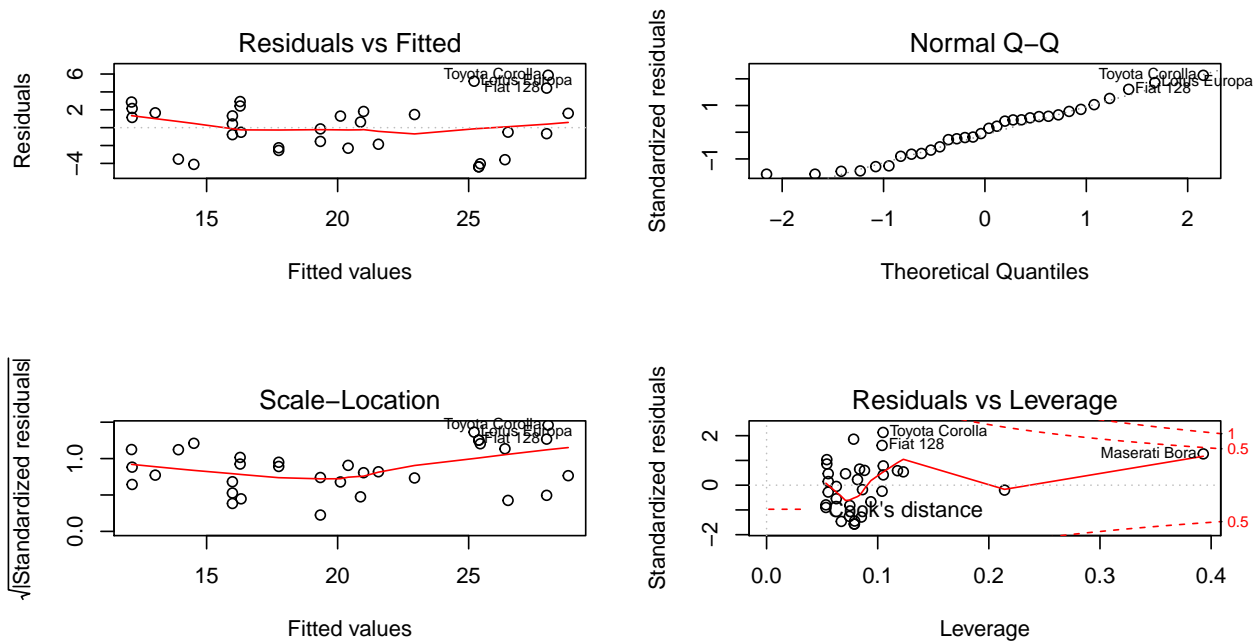 Residuals vs Fitted
Residuals
6
2
−4
Toyota Corolla
Lotus Europa
Fiat 128
15
20
25
Fitted values
Normal Q−Q
Standardized residuals
1
−1
Toyota Corolla
Lotus Europa
Fiat 128
−2
−1
0
1
2
Theoretical Quantiles
Scale−Location
√|Standardized residuals|
1.0
0.0
Toyota Corolla
Lotus Europa
Fiat 128
15
20
25
Fitted values
Residuals vs Leverage
Standardized residuals
2
0
−2
Toyota Corolla
Fiat 128
Maserati Bora
1
0.5
0.5
Cook's distance
0.0
0.1
0.2
0.3
0.4
Leverage